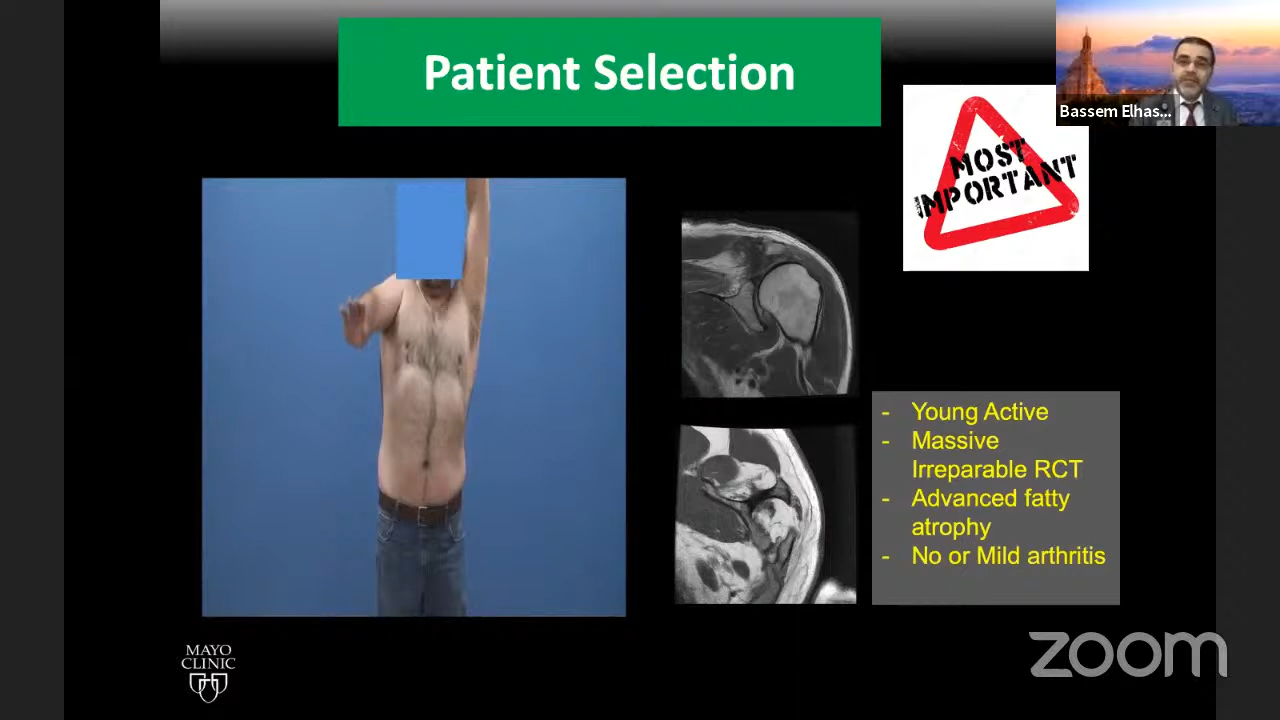 Patient Selection
Bassem Elhas...
MOST
IMPORTANT
- Young Active
- Massive
Irreparable RCT
- Advanced fatty
atrophy
- No or Mild arthritis
MAYO
CLINIC
zoom